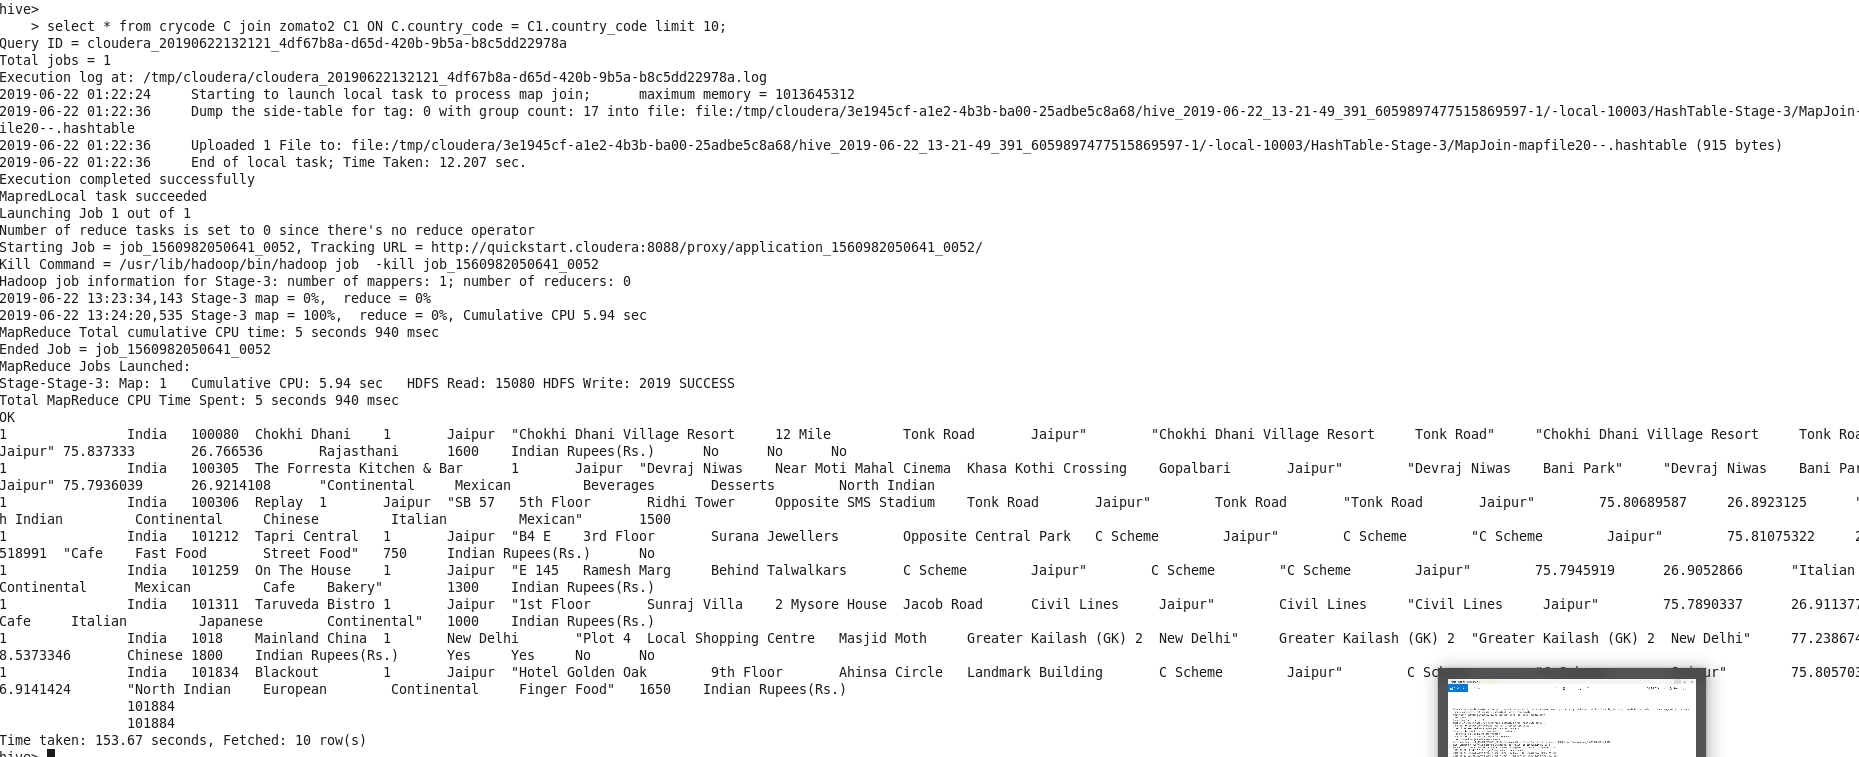 hive>
    > select * from crycode C join zomato2 C1 ON C.country_code = C1.country_code limit 10;
Query ID = cloudera_20190622132121_4df67b8a-d65d-420b-9b5a-b8c5dd22978a
Total jobs = 1
Execution log at: /tmp/cloudera/cloudera_20190622132121_4df67b8a-d65d-420b-9b5a-b8c5dd22978a.log
2019-06-22 01:22:24     Starting to launch local task to process map join;      maximum memory = 1013645312
2019-06-22 01:22:36     Dump the side-table for tag: 0 with group count: 17 into file: file:/tmp/cloudera/3e1945cf-a1e2-4b3b-ba00-25adbe5c8a68/hive_2019-06-22_13-21-49_391_6059897477515869597-1/-local-10003/HashTable-Stage-3/MapJoin-
ile20--.hashtable
2019-06-22 01:22:36     Uploaded 1 File to: file:/tmp/cloudera/3e1945cf-a1e2-4b3b-ba00-25adbe5c8a68/hive_2019-06-22_13-21-49_391_6059897477515869597-1/-local-10003/HashTable-Stage-3/MapJoin-mapfile20--.hashtable (915 bytes)
2019-06-22 01:22:36     End of local task; Time Taken: 12.207 sec.
Execution completed successfully
MapredLocal task succeeded
Launching Job 1 out of 1
Number of reduce tasks is set to 0 since there's no reduce operator
Starting Job = job_1560982050641_0052, Tracking URL = http://quickstart.cloudera:8088/proxy/application_1560982050641_0052/
Kill Command = /usr/lib/hadoop/bin/hadoop job  -kill job_1560982050641_0052
Hadoop job information for Stage-3: number of mappers: 1; number of reducers: 0
2019-06-22 13:23:34,143 Stage-3 map = 0%,  reduce = 0%
2019-06-22 13:24:20,535 Stage-3 map = 100%,  reduce = 0%, Cumulative CPU 5.94 sec
MapReduce Total cumulative CPU time: 5 seconds 940 msec
Ended Job = job_1560982050641_0052
MapReduce Jobs Launched:
Stage-Stage-3: Map: 1   Cumulative CPU: 5.94 sec   HDFS Read: 15080 HDFS Write: 2019 SUCCESS
Total MapReduce CPU Time Spent: 5 seconds 940 msec
OK
1 India 100080 Chokhi Dhani 1 Jaipur "Chokhi Dhani Village Resort 12 Mile Tonk Road Jaipur" "Chokhi Dhani Village Resort Tonk Road" "Chokhi Dhani Village Resort Tonk Roa
Jaipur" 75.837333 26.766536 Rajasthani 1600 Indian Rupees(Rs.) No No No
1 India 100305 The Forresta Kitchen & Bar 1 Jaipur "Devraj Niwas Near Moti Mahal Cinema Khasa Kothi Crossing Gopalbari Jaipur" "Devraj Niwas Bani Park" "Devraj Niwas Bani Par
Jaipur" 75.7936039 26.9214108 "Continental Mexican Beverages Desserts North Indian
1 India 100306 Replay 1 Jaipur "SB 57 5th Floor Ridhi Tower Opposite SMS Stadium Tonk Road Jaipur" Tonk Road "Tonk Road Jaipur" 75.80689587 26.8923125 "
h Indian Continental Chinese Italian Mexican" 1500
1 India 101212 Tapri Central 1 Jaipur "B4 E 3rd Floor Surana Jewellers Opposite Central Park C Scheme Jaipur" C Scheme "C Scheme Jaipur" 75.81075322 2
518991 "Cafe Fast Food Street Food" 750 Indian Rupees(Rs.) No
1 India 101259 On The House 1 Jaipur "E 145 Ramesh Marg Behind Talwalkars C Scheme Jaipur" C Scheme "C Scheme Jaipur" 75.7945919 26.9052866 "Italian
Continental Mexican Cafe Bakery" 1300 Indian Rupees(Rs.)
1 India 101311 Taruveda Bistro 1 Jaipur "1st Floor Sunraj Villa 2 Mysore House Jacob Road Civil Lines Jaipur" Civil Lines "Civil Lines Jaipur" 75.7890337 26.911377
Cafe Italian Japanese Continental" 1000 Indian Rupees(Rs.)
1 India 1018 Mainland China 1 New Delhi "Plot 4 Local Shopping Centre Masjid Moth Greater Kailash (GK) 2 New Delhi" Greater Kailash (GK) 2 "Greater Kailash (GK) 2 New Delhi" 77.238674
8.5373346 Chinese 1800 Indian Rupees(Rs.) Yes Yes No No
1 India 101834 Blackout 1 Jaipur "Hotel Golden Oak 9th Floor Ahinsa Circle Landmark Building C Scheme Jaipur" C 75.805703
6.9141424 "North Indian European Continental Finger Food" 1650 Indian Rupees(Rs.)
101884
101884
Time taken: 153.67 seconds, Fetched: 10 row(s)
hive>